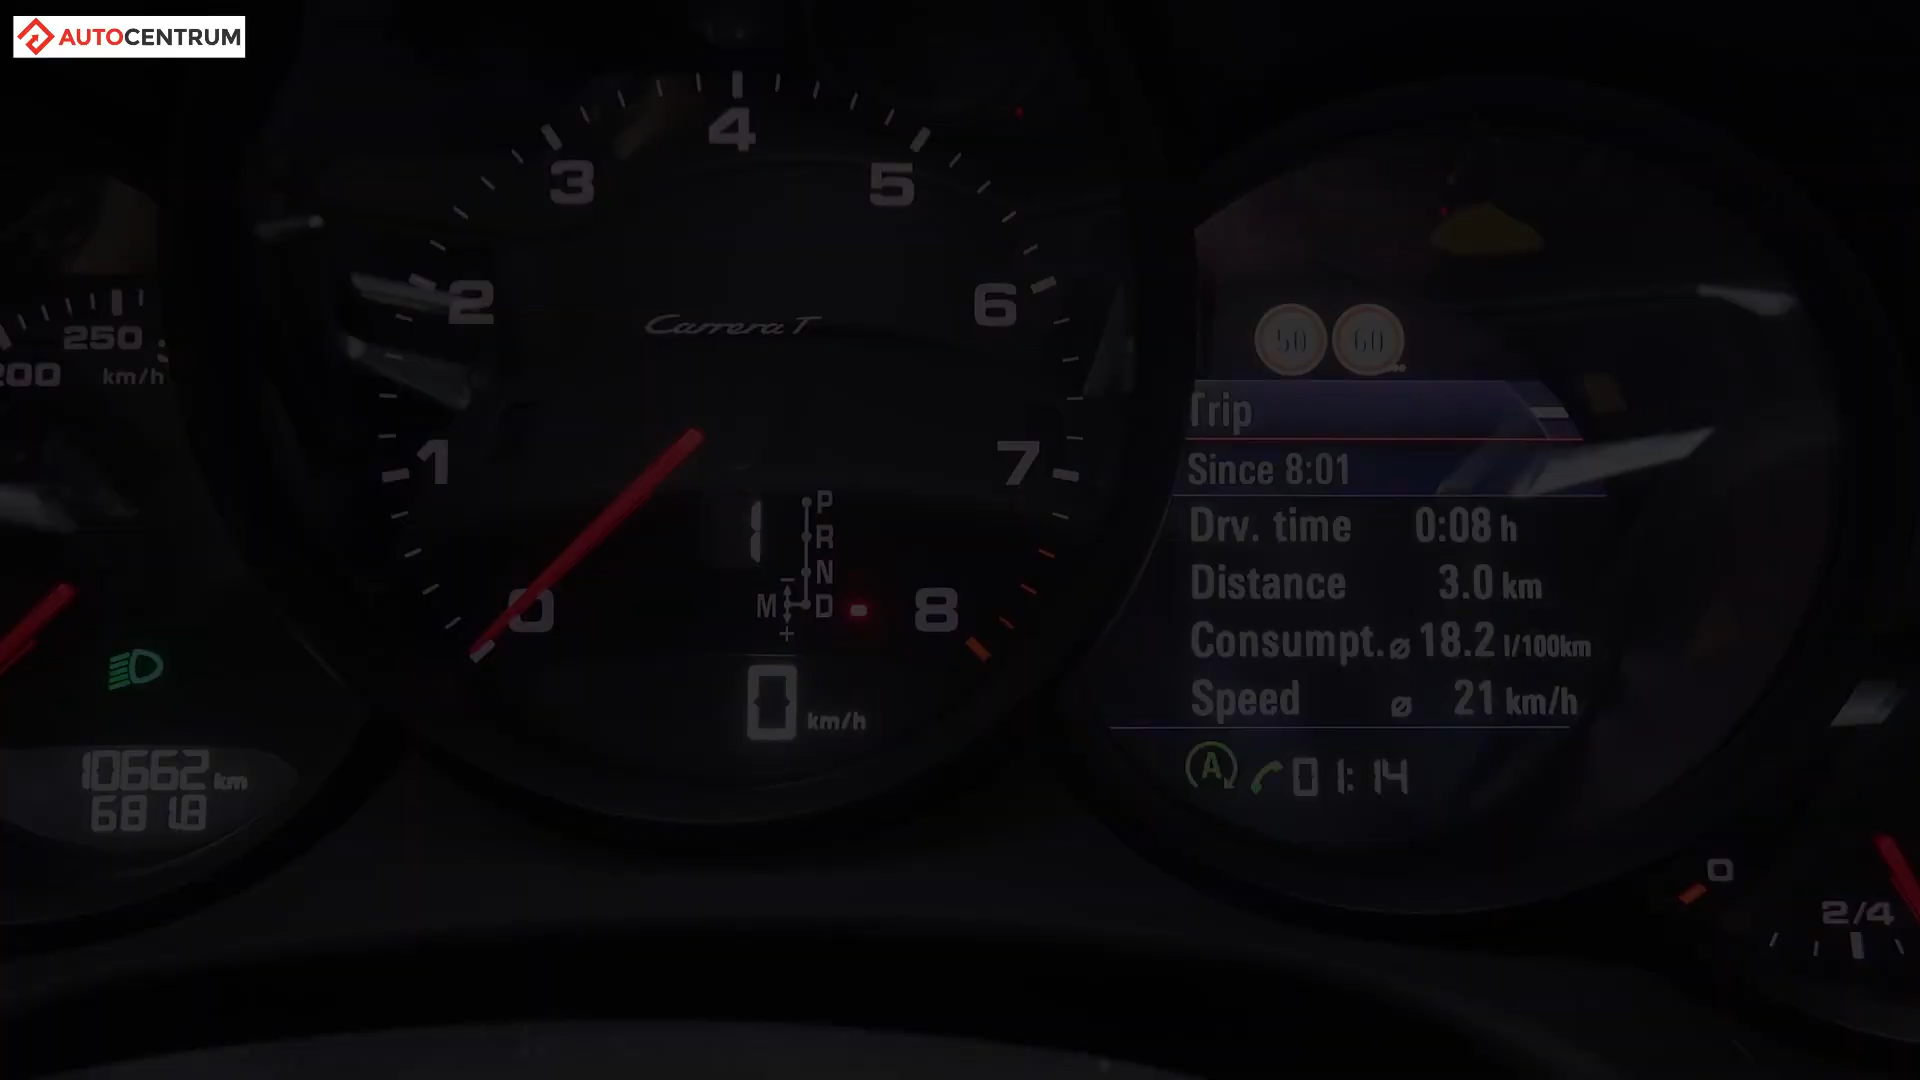 AUTOCENTRUM
4
3
5
2
6
Carrera T
250
200
km/h
50
60
Trip
1
7
Since 8:01
1
P
R
N
M
D
-
+
0
8
Drv. time 0:08 h
Distance 3.0 km
Consumpt. ø 18.2 l/100km
Speed ø 21 km/h
0 km/h
10662 km
681.8
A
01:14
0
2/4